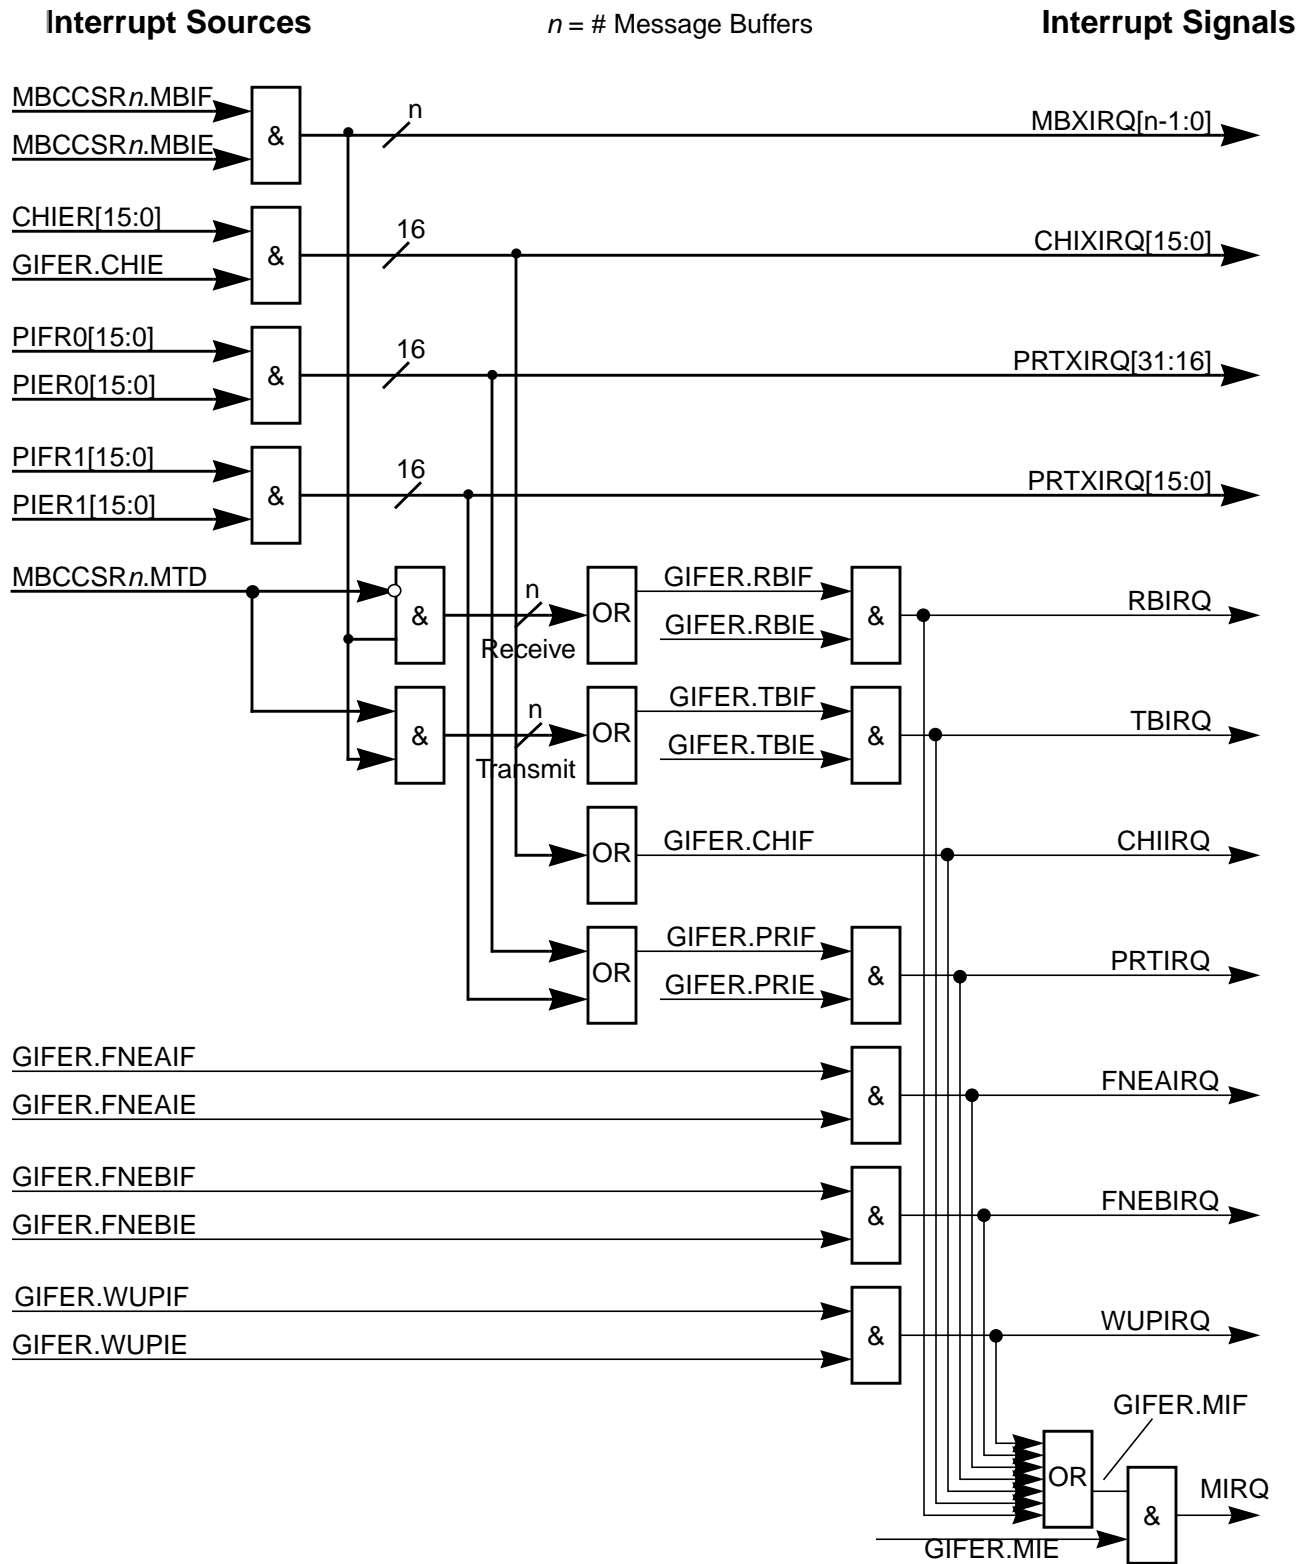 Interrupt Sources
n = # Message Buffers
Interrupt Signals
MBCCSRn.MBIF
MBCCSRn.MBIE
&
n
MBXIRQ[n-1:0]
CHIER[15:0]
GIFER.CHIE
&
16
CHIXIRQ[15:0]
PIFR0[15:0]
PIER0[15:0]
&
16
PRTXIRQ[31:16]
PIFR1[15:0]
PIER1[15:0]
&
16
PRTXIRQ[15:0]
MBCCSRn.MTD
&
n
Receive
OR
GIFER.RBIF
GIFER.RBIE
&
RBIRQ
&
n
Transmit
OR
GIFER.TBIF
GIFER.TBIE
&
TBIRQ
OR
GIFER.CHIF
CHIIRQ
OR
GIFER.PRIF
GIFER.PRIE
&
PRTIRQ
GIFER.FNEAIF
GIFER.FNEAIE
&
FNEAIRQ
GIFER.FNEBIF
GIFER.FNEBIE
&
FNEBIRQ
GIFER.WUPIF
GIFER.WUPIE
&
WUPIRQ
GIFER.MIF
OR
GIFER.MIE
&
MIRQ